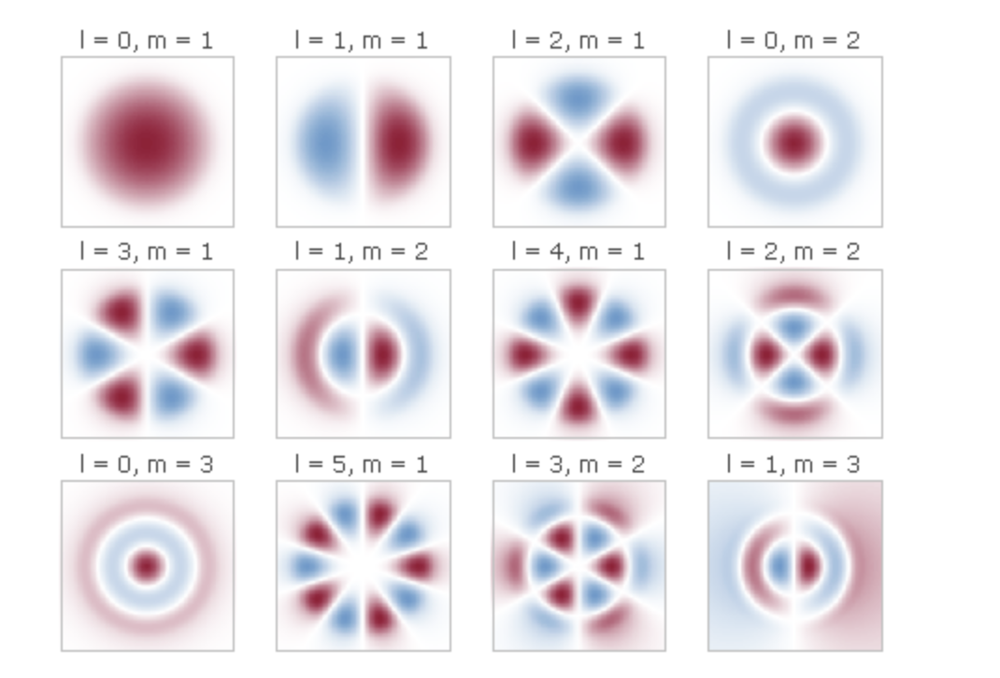 l = 0, m = 1 l = 1, m = 1 l = 2, m = 1 l = 0, m = 2
l = 3, m = 1 l = 1, m = 2 l = 4, m = 1 l = 2, m = 2
l = 0, m = 3 l = 5, m = 1 l = 3, m = 2 l = 1, m = 3